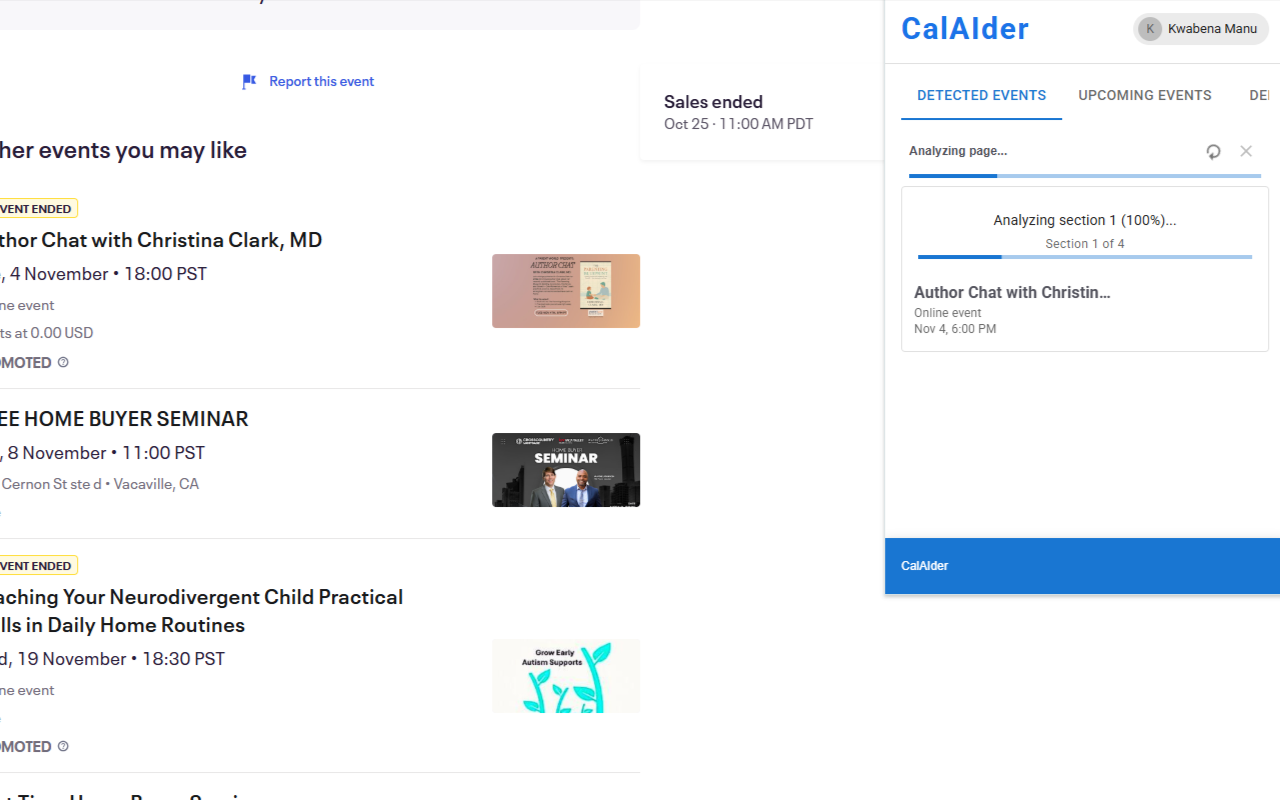 Report this event
her events you may like
VENT ENDED
thor Chat with Christina Clark, MD
, 4 November • 18:00 PST
ne event
ts at 0.00 USD
OMOTED
EE HOME BUYER SEMINAR
, 8 November • 11:00 PST
Cernon St ste d • Vacaville, CA
HOME BUYER
SEMINAR
VENT ENDED
aching Your Neurodivergent Child Practical
lls in Daily Home Routines
d, 19 November • 18:30 PST
ne event
OMOTED
Grow Early
Autism Supports
Sales ended
Oct 25 · 11:00 AM PDT
CalAIder
K
Kwabena Manu
DETECTED EVENTS
UPCOMING EVENTS
DE
Analyzing page...
Analyzing section 1 (100%)...
Section 1 of 4
Author Chat with Christin...
Online event
Nov 4, 6:00 PM
CalAIder